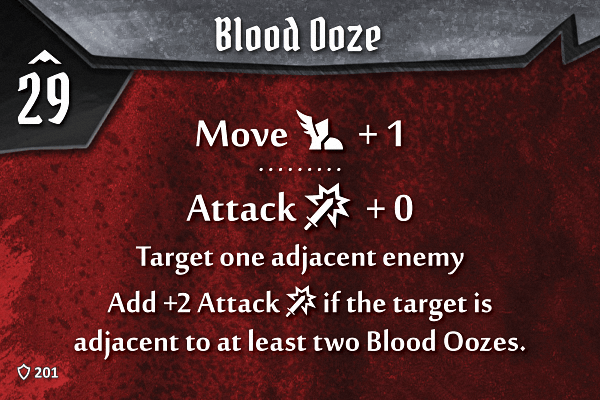 Blood Ooze
29
Move + 1
Attack + 0
Target one adjacent enemy
Add +2 Attack if the target is
adjacent to at least two Blood Oozes.
201